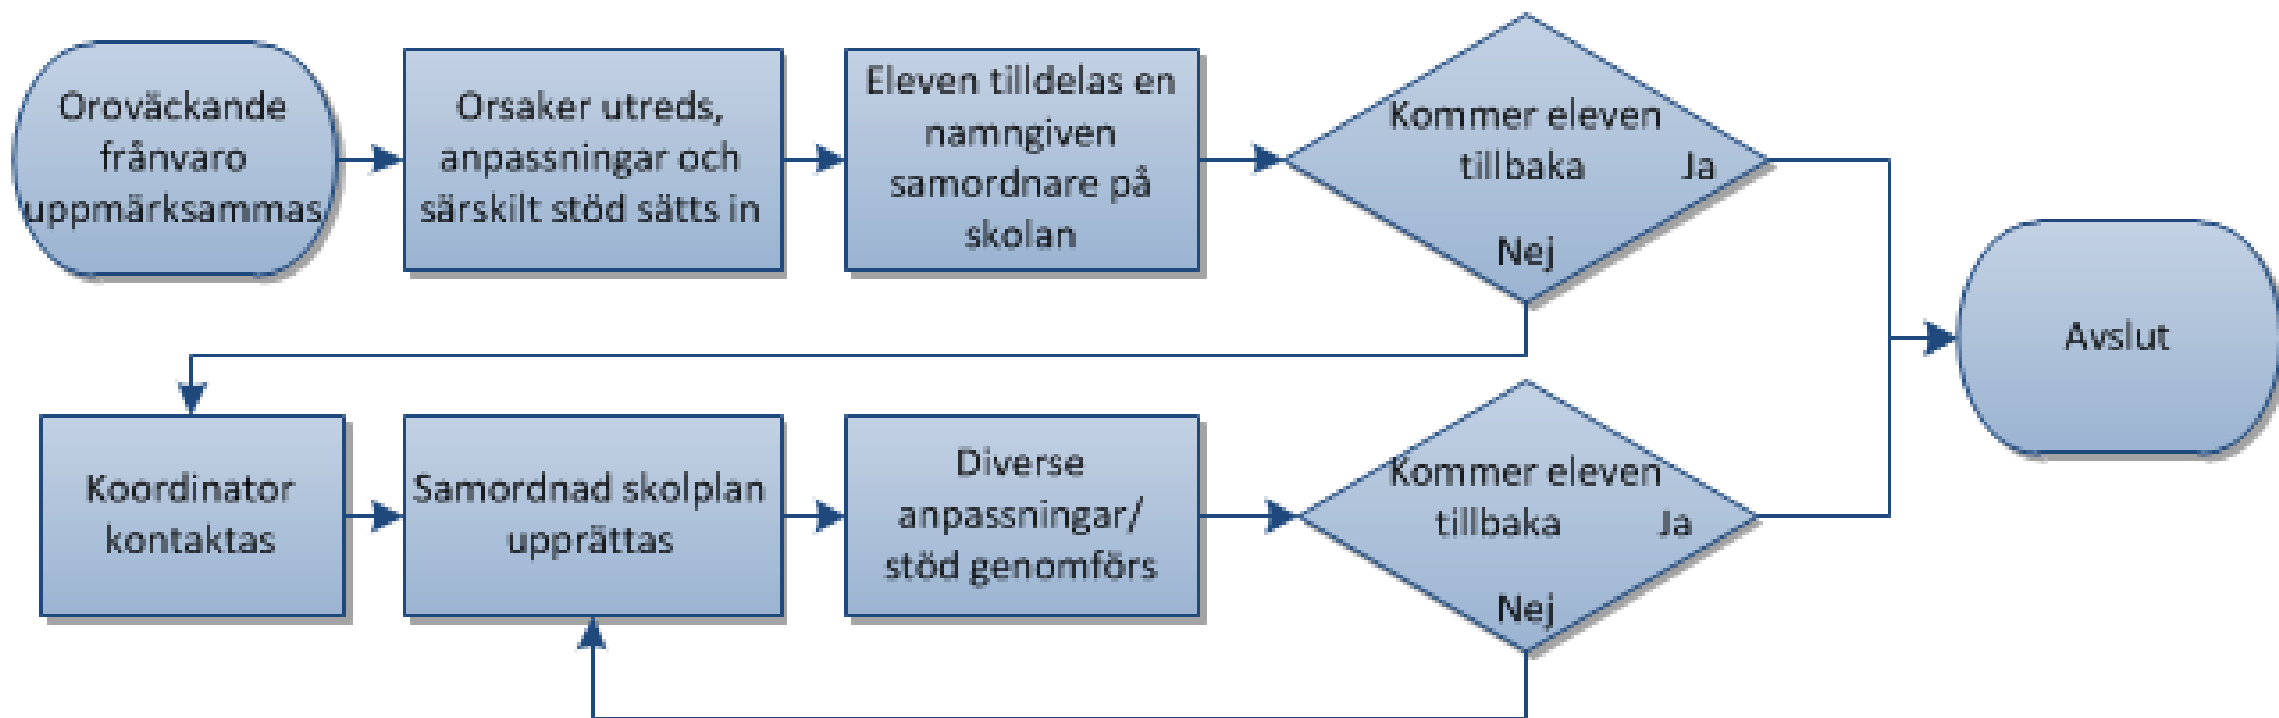 Oroväckande
frånvaro
uppmärksammas
Orsaker utreds,
anpassningar och
särskilt stöd sätts in
Eleven tilldelas en
namngiven
samordnare på
skolan
Kommer eleven
tillbaka Ja
Nej
Avslut
Koordinator
kontaktas
Samordnad skolplan
upprättas
Diverse
anpassningar/
stöd genomförs
Kommer eleven
tillbaka Ja
Nej